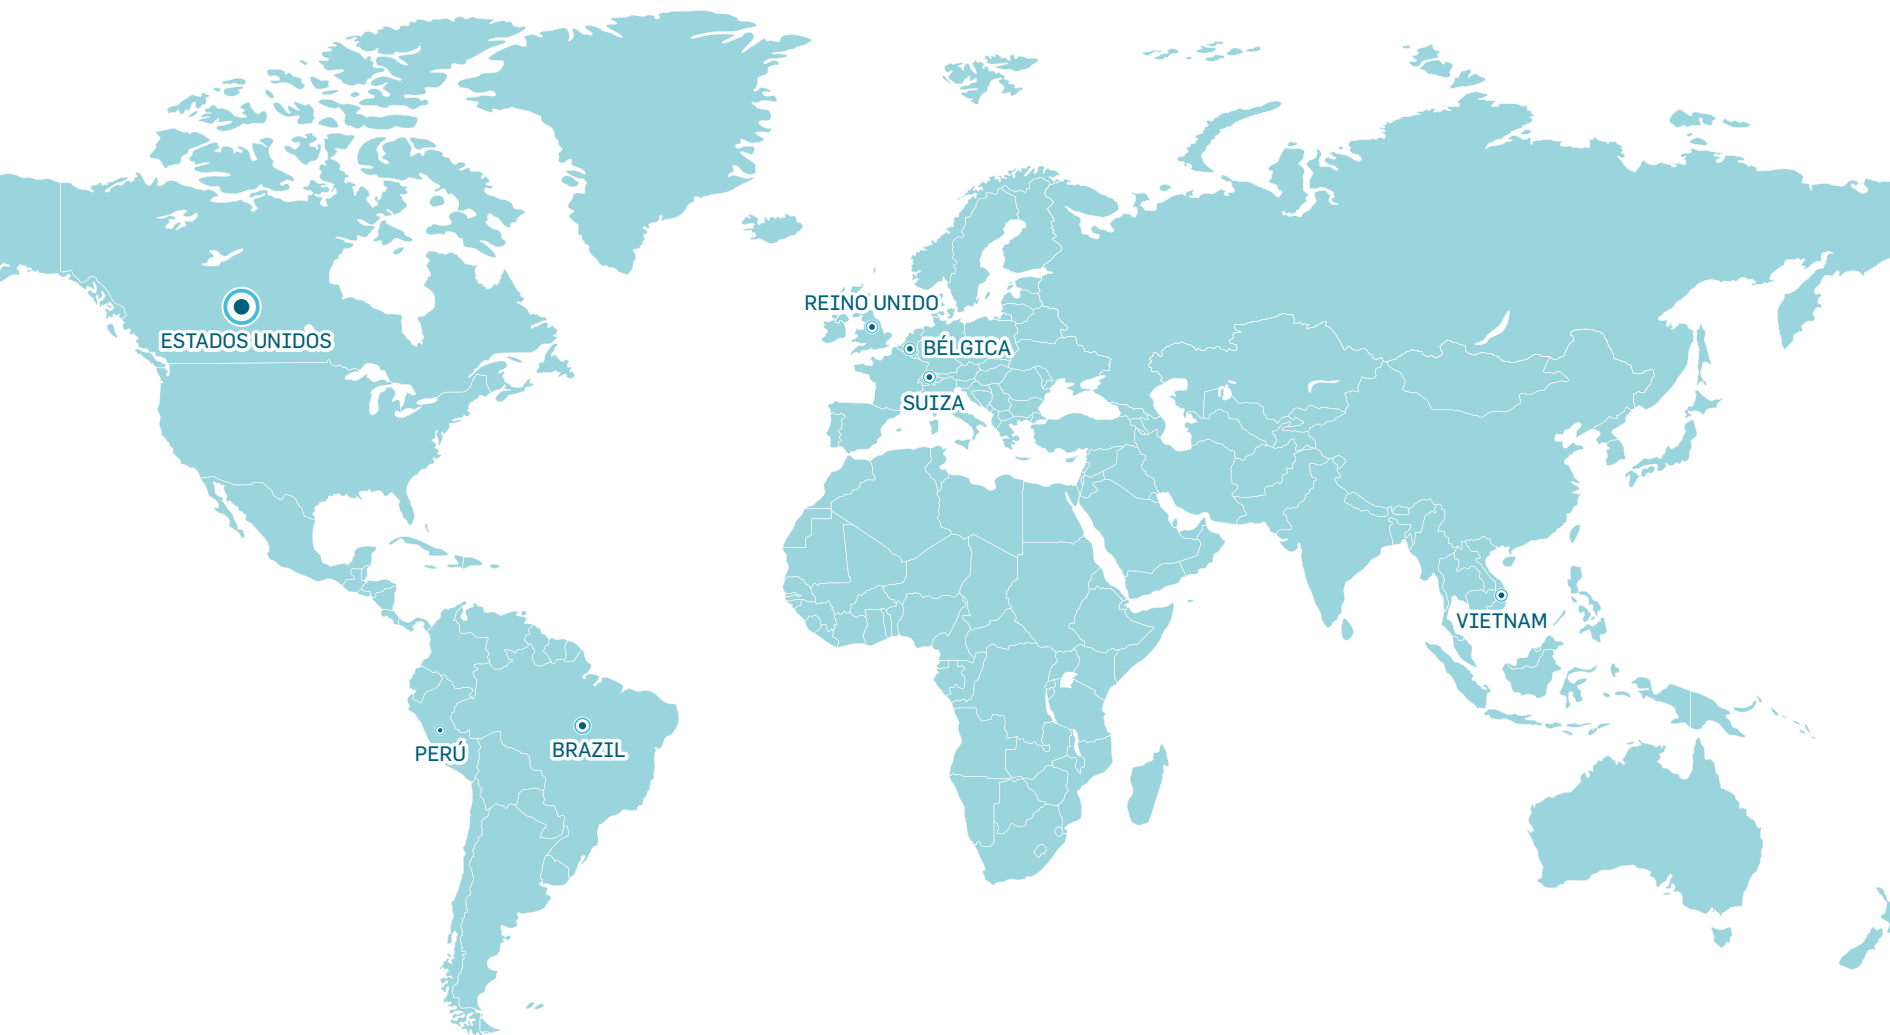 REINO UNIDO
ESTADOS UNIDOS
BÉLGICA
SUIZA
VIETNAM
PERÚ
BRAZIL